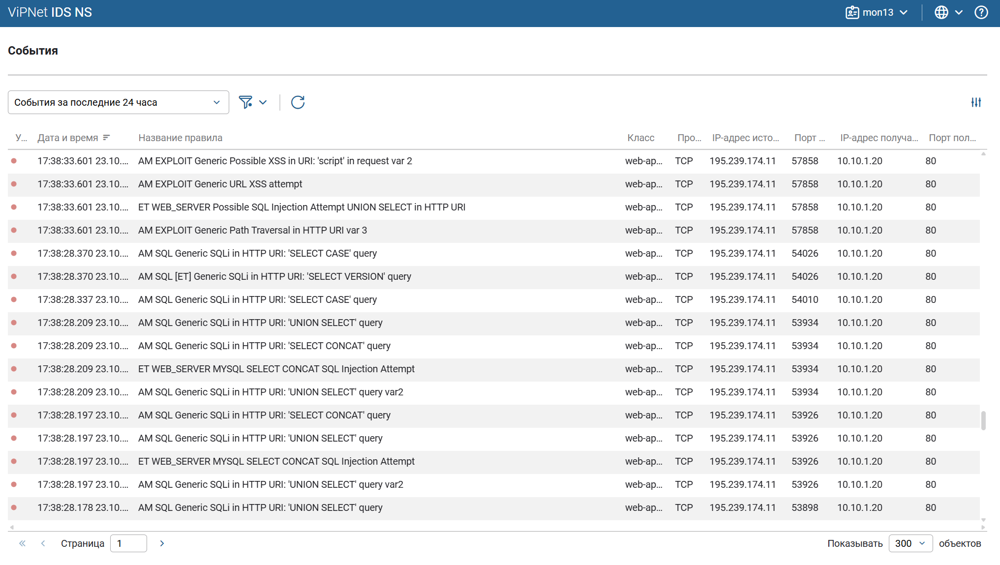 ViPNet IDS NS mon13
События
События за последние 24 часа
У... Дата и время Название правила Класс Про... IP-адрес исто... Порт ... IP-адрес получа... Порт пол...
17:38:33.601 23.10.... AM EXPLOIT Generic Possible XSS in URI: 'script' in request var 2 web-ap... TCP 195.239.174.11 57858 10.10.1.20 80
17:38:33.601 23.10.... AM EXPLOIT Generic URL XSS attempt web-ap... TCP 195.239.174.11 57858 10.10.1.20 80
17:38:33.601 23.10.... ET WEB_SERVER Possible SQL Injection Attempt UNION SELECT in HTTP URI web-ap... TCP 195.239.174.11 57858 10.10.1.20 80
17:38:33.601 23.10.... AM EXPLOIT Generic Path Traversal in HTTP URI var 3 web-ap... TCP 195.239.174.11 57858 10.10.1.20 80
17:38:28.370 23.10.... AM SQL Generic SQLi in HTTP URI: 'SELECT CASE' query web-ap... TCP 195.239.174.11 54026 10.10.1.20 80
17:38:28.370 23.10.... AM SQL [ET] Generic SQLi in HTTP URI: 'SELECT VERSION' query web-ap... TCP 195.239.174.11 54026 10.10.1.20 80
17:38:28.337 23.10.... AM SQL Generic SQLi in HTTP URI: 'SELECT CASE' query web-ap... TCP 195.239.174.11 54010 10.10.1.20 80
17:38:28.209 23.10.... AM SQL Generic SQLi in HTTP URI: 'UNION SELECT' query web-ap... TCP 195.239.174.11 53934 10.10.1.20 80
17:38:28.209 23.10.... AM SQL Generic SQLi in HTTP URI: 'SELECT CONCAT' query web-ap... TCP 195.239.174.11 53934 10.10.1.20 80
17:38:28.209 23.10.... ET WEB_SERVER MYSQL SELECT CONCAT SQL Injection Attempt web-ap... TCP 195.239.174.11 53934 10.10.1.20 80
17:38:28.209 23.10.... AM SQL Generic SQLi in HTTP URI: 'UNION SELECT' query var2 web-ap... TCP 195.239.174.11 53934 10.10.1.20 80
17:38:28.197 23.10.... AM SQL Generic SQLi in HTTP URI: 'SELECT CONCAT' query web-ap... TCP 195.239.174.11 53926 10.10.1.20 80
17:38:28.197 23.10.... AM SQL Generic SQLi in HTTP URI: 'UNION SELECT' query web-ap... TCP 195.239.174.11 53926 10.10.1.20 80
17:38:28.197 23.10.... ET WEB_SERVER MYSQL SELECT CONCAT SQL Injection Attempt web-ap... TCP 195.239.174.11 53926 10.10.1.20 80
17:38:28.197 23.10.... AM SQL Generic SQLi in HTTP URI: 'UNION SELECT' query var2 web-ap... TCP 195.239.174.11 53926 10.10.1.20 80
17:38:28.178 23.10.... AM SQL Generic SQLi in HTTP URI: 'UNION SELECT' query web-ap... TCP 195.239.174.11 53898 10.10.1.20 80
Страница 1 Показывать 300 объектов